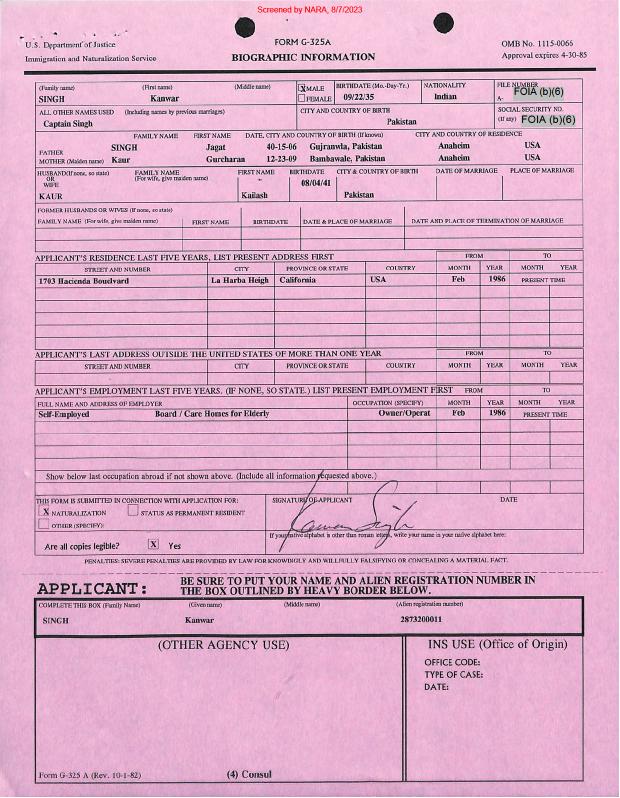 Screened by NARA, 8/7/2023
U.S. Department of Justice
Immigration and Naturalization Service
FORM G-325A
BIOGRAPHIC INFORMATION
OMB No. 1115-0066
Approval expires 4-30-85
(Family name) (First name) (Middle name)
SINGH Kanwar
X MALE
FEMALE
BIRTHDATE (Mo.-Day-Yr.)
09/22/35
NATIONALITY
Indian
FILE NUMBER
A- FOIA (b)(6)
ALL OTHER NAMES USED (Including names by previous marriages)
Captain Singh
CITY AND COUNTRY OF BIRTH
Pakistan
SOCIAL SECURITY NO.
(If any) FOIA (b)(6)
FAMILY NAME FIRST NAME DATE, CITY AND COUNTRY OF BIRTH (If known) CITY AND COUNTRY OF RESIDENCE
FATHER SINGH Jagat 40-15-06 Gujranwla, Pakistan Anaheim USA
MOTHER (Maiden name) Kaur Gurcharan 12-23-09 Bambawale, Pakistan Anaheim USA
HUSBAND(If none, so state) OR WIFE
FAMILY NAME (For wife, give maiden name) FIRST NAME BIRTHDATE CITY & COUNTRY OF BIRTH DATE OF MARRIAGE PLACE OF MARRIAGE
08/04/41
KAUR Kailash Pakistan
FORMER HUSBANDS OR WIVES (If none, so state)
FAMILY NAME (For wife, give maiden name) FIRST NAME BIRTHDATE DATE & PLACE OF MARRIAGE DATE AND PLACE OF TERMINATION OF MARRIAGE
APPLICANT'S RESIDENCE LAST FIVE YEARS, LIST PRESENT ADDRESS FIRST FROM TO
STREET AND NUMBER CITY PROVINCE OR STATE COUNTRY MONTH YEAR MONTH YEAR
1703 Hacienda Bouelvard La Harba Heigh California USA Feb 1986 PRESENT TIME
APPLICANT'S LAST ADDRESS OUTSIDE THE UNITED STATES OF MORE THAN ONE YEAR FROM TO
STREET AND NUMBER CITY PROVINCE OR STATE COUNTRY MONTH YEAR MONTH YEAR
APPLICANT'S EMPLOYMENT LAST FIVE YEARS. (IF NONE, SO STATE.) LIST PRESENT EMPLOYMENT FIRST FROM TO
FULL NAME AND ADDRESS OF EMPLOYER OCCUPATION (SPECIFY) MONTH YEAR MONTH YEAR
Self-Employed Board / Care Homes for Elderly Owner/Operat Feb 1986 PRESENT TIME
Show below last occupation abroad if not shown above. (Include all information requested above.)
THIS FORM IS SUBMITTED IN CONNECTION WITH APPLICATION FOR:
X NATURALIZATION STATUS AS PERMANENT RESIDENT
OTHER (SPECIFY):
Are all copies legible? X Yes
SIGNATURE OF APPLICANT DATE
Kanwar Singh
If your native alphabet is other than roman letters, write your name in your native alphabet here:
PENALTIES: SEVERE PENALTIES ARE PROVIDED BY LAW FOR KNOWINGLY AND WILLFULLY FALSIFYING OR CONCEALING A MATERIAL FACT.
APPLICANT:
BE SURE TO PUT YOUR NAME AND ALIEN REGISTRATION NUMBER IN
THE BOX OUTLINED BY HEAVY BORDER BELOW.
COMPLETE THIS BOX (Family Name) (Given name) (Middle name) (Alien registration number)
SINGH Kanwar 2873200011
(OTHER AGENCY USE)
INS USE (Office of Origin)
OFFICE CODE:
TYPE OF CASE:
DATE:
Form G-325 A (Rev. 10-1-82)
(4) Consul